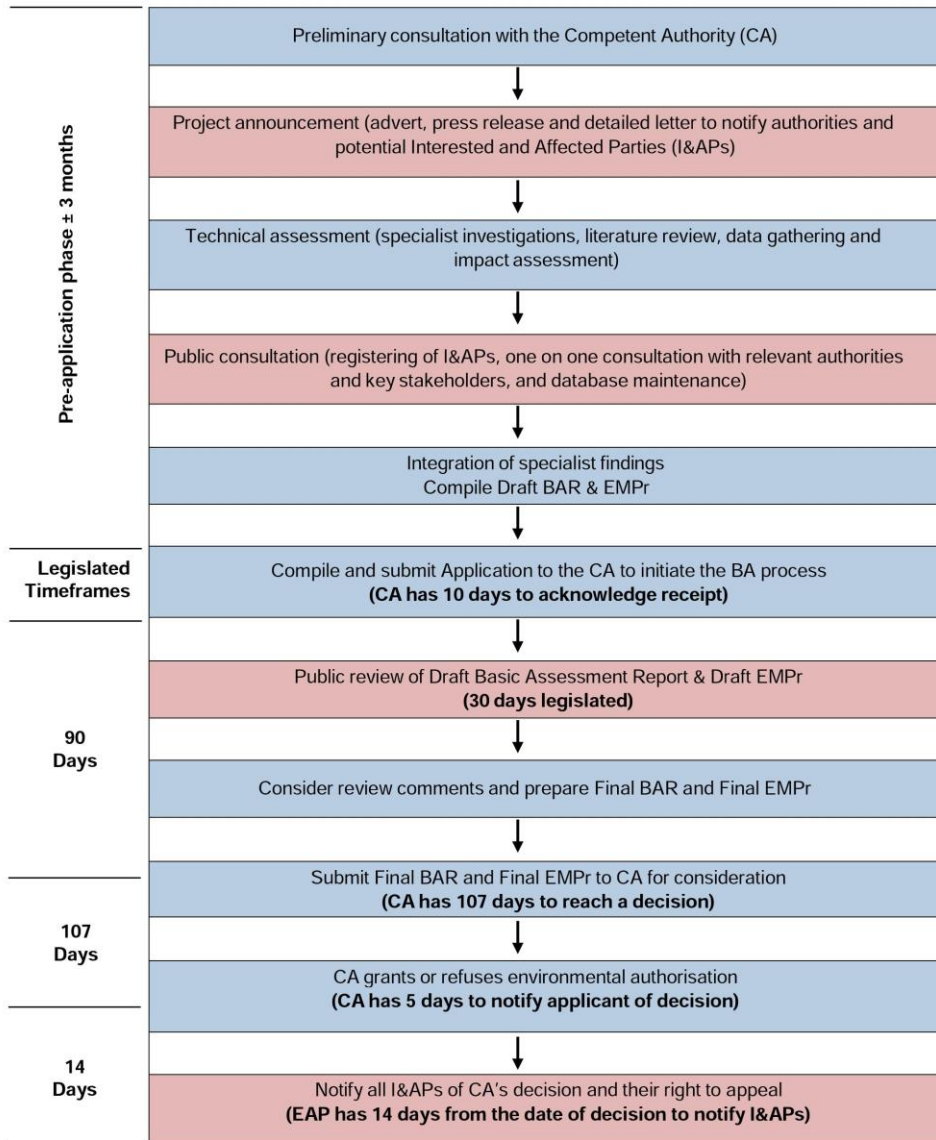 Pre-application phase ± 3 months
Preliminary consultation with the Competent Authority (CA)
Project announcement (advert, press release and detailed letter to notify authorities and
potential Interested and Affected Parties (I&APs)
Technical assessment (specialist investigations, literature review, data gathering and
impact assessment)
Public consultation (registering of I&APs, one on one consultation with relevant authorities
and key stakeholders, and database maintenance)
Integration of specialist findings
Compile Draft BAR & EMPr
Legislated
Timeframes
Compile and submit Application to the CA to initiate the BA process
(CA has 10 days to acknowledge receipt)
90
Days
Public review of Draft Basic Assessment Report & Draft EMPr
(30 days legislated)
Consider review comments and prepare Final BAR and Final EMPr
Submit Final BAR and Final EMPr to CA for consideration
(CA has 107 days to reach a decision)
107
Days
CA grants or refuses environmental authorisation
(CA has 5 days to notify applicant of decision)
14
Days
Notify all I&APs of CA's decision and their right to appeal
(EAP has 14 days from the date of decision to notify I&APs)